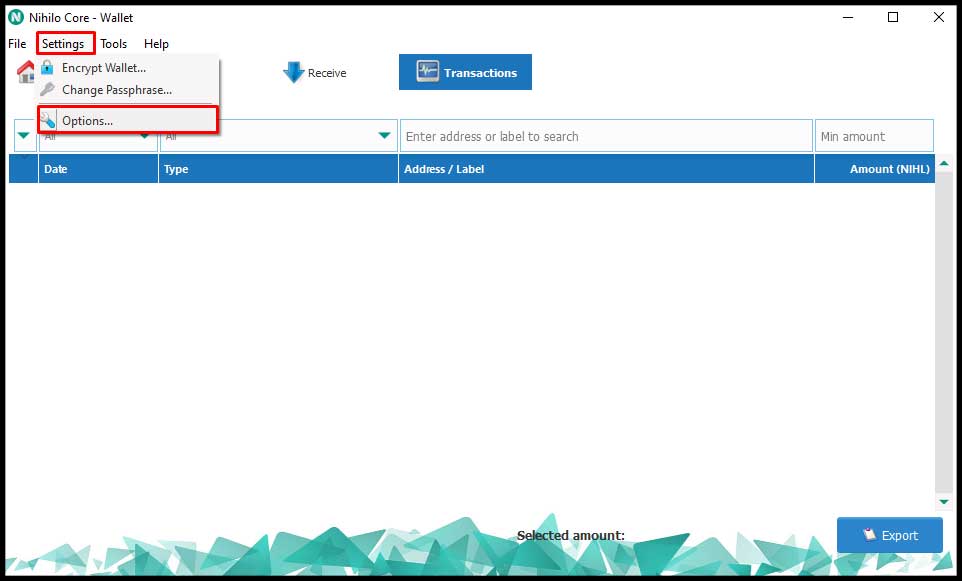 Nihilo Core - Wallet
File Settings Tools Help
Encrypt Wallet...
Change Passphrase...
Options...
Receive
Transactions
All All Enter address or label to search Min amount
Date Type Address / Label Amount (NIHL)
Selected amount:
Export